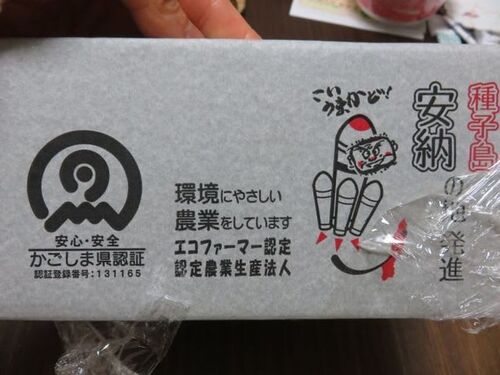 安心・安全
かごしま県認証
認証登録番号:131165
環境にやさしい
農業をしています
エコファーマー認定
認定農業生産法人
こいうまかど!
種子島
安納
発進